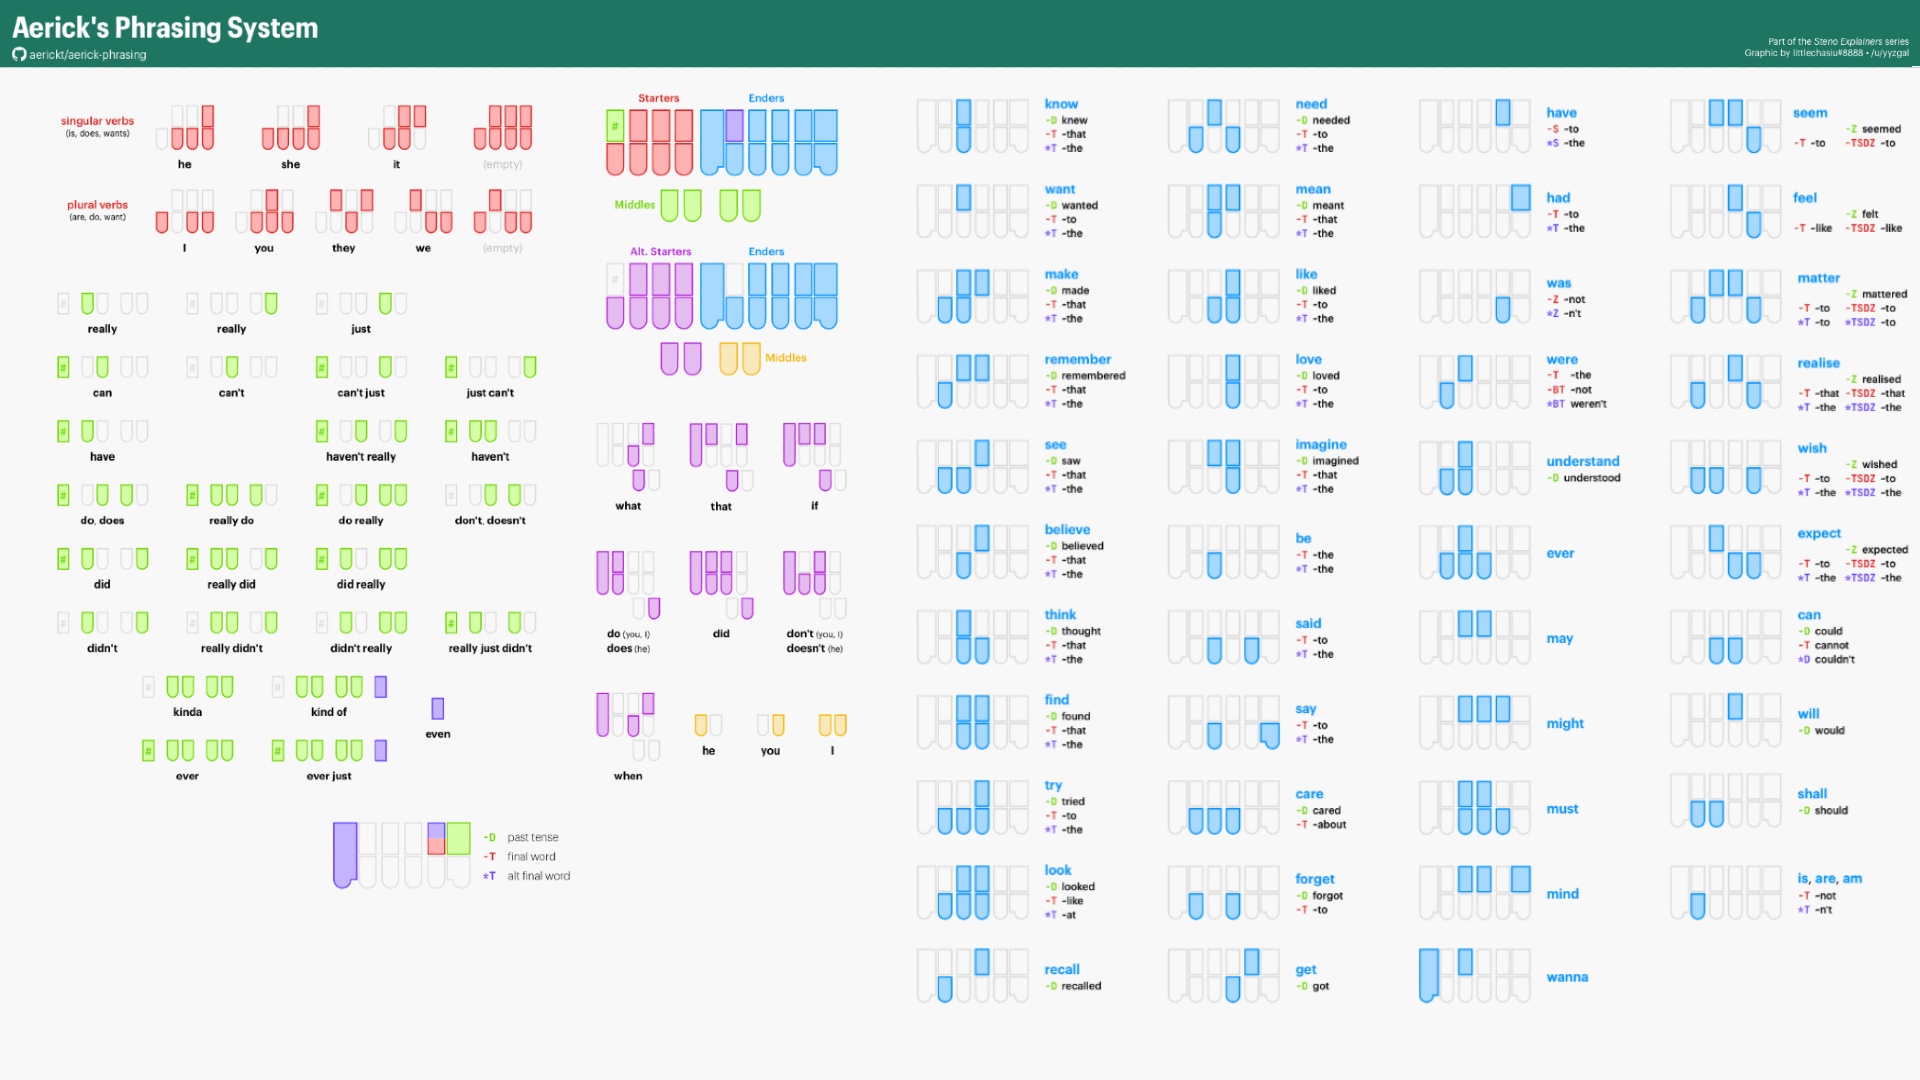 Aerick's Phrasing System
aerickt/aerick-phrasing
Part of the Steno Explainers series
Graphic by littlechasiu#8888 • /u/yyzgal
singular verbs
(is, does, wants)
he
she
it
(empty)
plural verbs
(are, do, want)
I
you
they
we
(empty)
#
#
#
really
really
just
#
#
#
#
can
can't
can't just
just can't
#
#
#
have
haven't really
haven't
#
#
#
#
do, does
really do
do really
don't, doesn't
#
#
#
did
really did
did really
#
#
#
#
didn't
really didn't
didn't really
really just didn't
#
#
kinda
kind of
even
#
#
ever
ever just
-D past tense
-T final word
*T alt final word
Starters
Enders
#
Middles
Alt. Starters
Enders
#
Middles
what
that
if
do (you, I)
does (he)
did
don't (you, I)
doesn't (he)
when
he
you
I
know
-D knew
-T -that
*T -the
want
-D wanted
-T -to
*T -the
make
-D made
-T -that
*T -the
remember
-D remembered
-T -that
*T -the
see
-D saw
-T -that
*T -the
believe
-D believed
-T -that
*T -the
think
-D thought
-T -that
*T -the
find
-D found
-T -that
*T -the
try
-D tried
-T -to
*T -the
look
-D looked
-T -like
*T -at
recall
-D recalled
need
-D needed
-T -to
*T -the
mean
-D meant
-T -that
*T -the
like
-D liked
-T -to
*T -the
love
-D loved
-T -to
*T -the
imagine
-D imagined
-T -that
*T -the
be
-T -the
*T -the
said
-T -to
*T -the
say
-T -to
*T -the
care
-D cared
-T -about
forget
-D forgot
-T -to
get
-D got
have
-S -to
*S -the
had
-T -to
*T -the
was
-Z -not
*Z -n't
were
-T -the
-BT -not
*BT weren't
understand
-D understood
ever
may
might
must
mind
wanna
seem
-Z seemed
-T -to -TSDZ -to
feel
-Z felt
-T -like -TSDZ -like
matter
-Z mattered
-T -to -TSDZ -to
*T -to *TSDZ -to
realise
-Z realised
-T -that -TSDZ -that
*T -the *TSDZ -the
wish
-Z wished
-T -to -TSDZ -to
*T -the *TSDZ -the
expect
-Z expected
-T -to -TSDZ -to
*T -the *TSDZ -the
can
-D could
-T cannot
*D couldn't
will
-D would
shall
-D should
is, are, am
-T -not
*T -n't